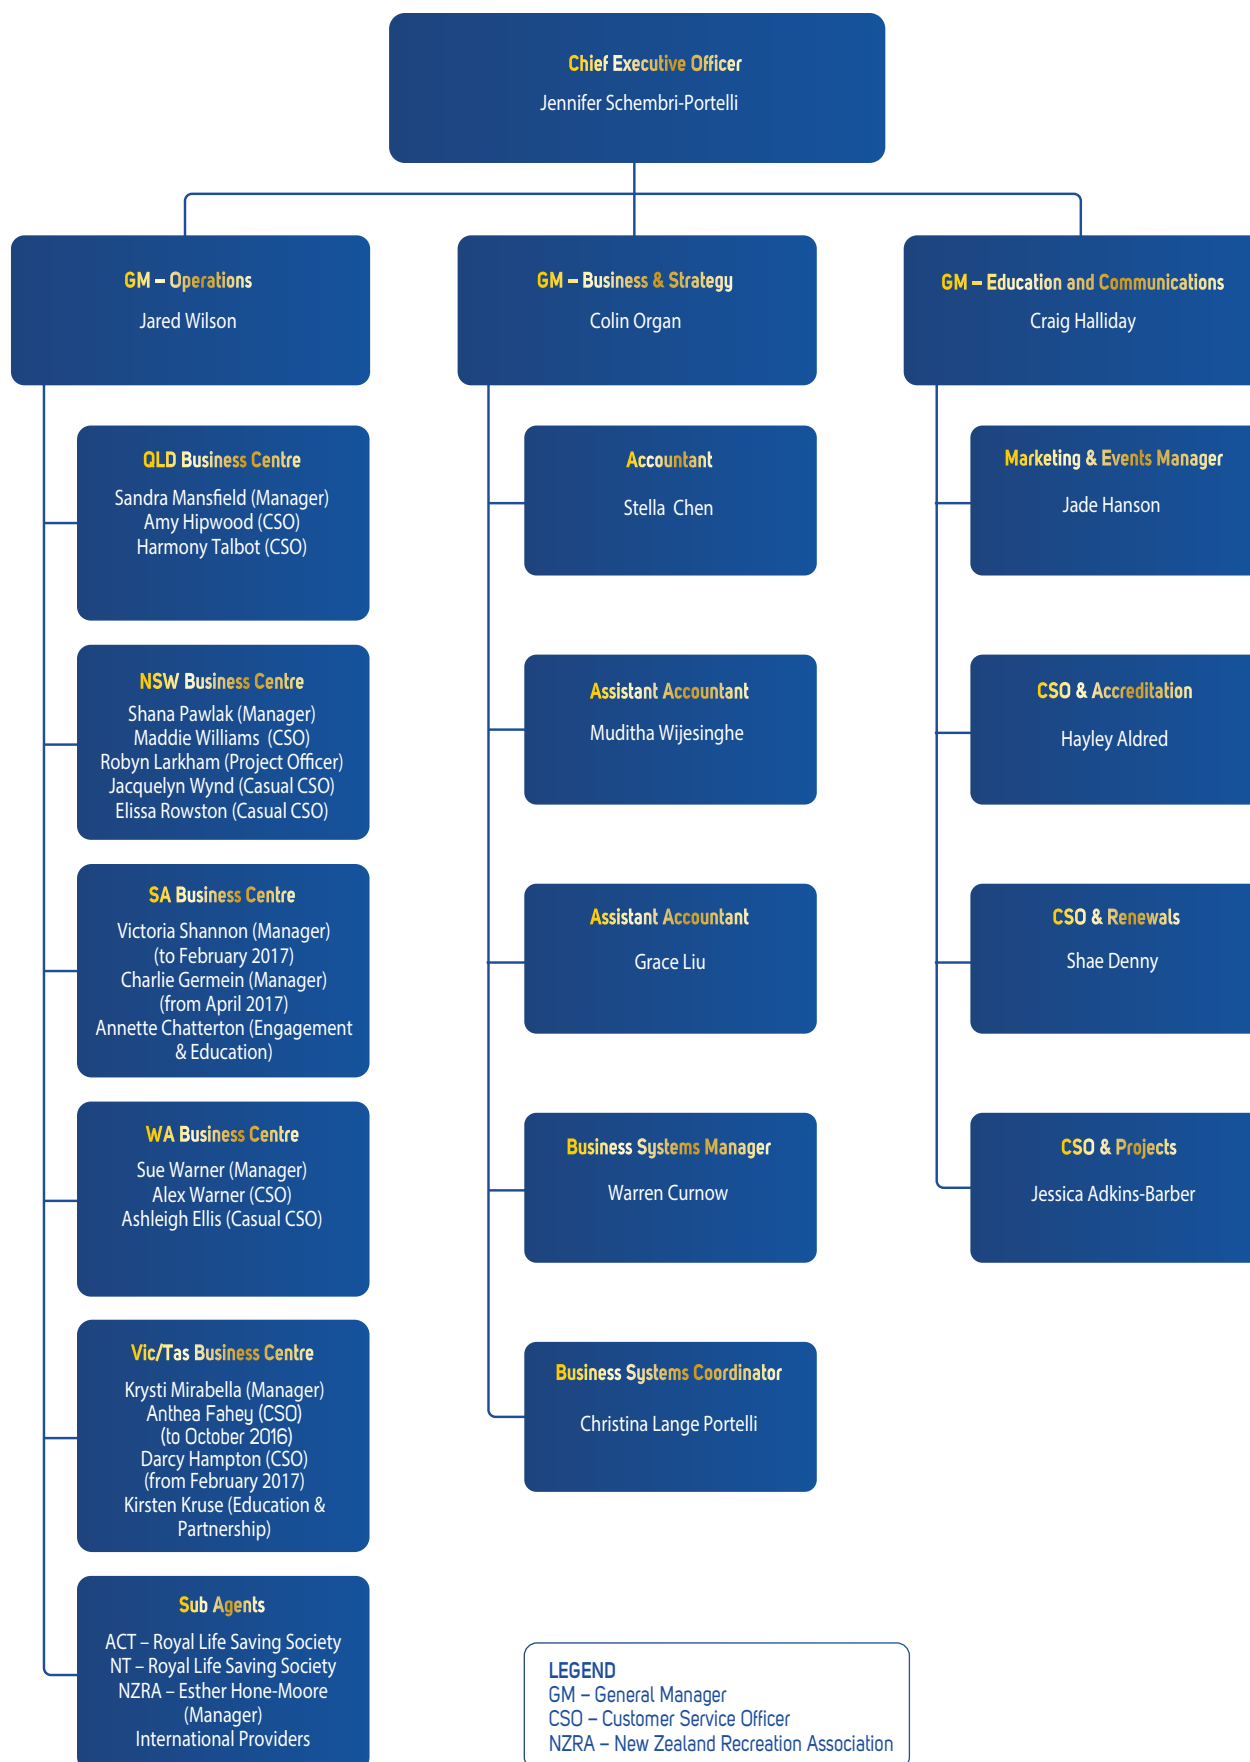 Chief Executive Officer
Jennifer Schembri-Portelli
GM – Operations
Jared Wilson
GM – Business & Strategy
Colin Organ
GM – Education and Communications
Craig Halliday
QLD Business Centre
Sandra Mansfield (Manager)
Amy Hipwood (CSO)
Harmony Talbot (CSO)
NSW Business Centre
Shana Pawlak (Manager)
Maddie Williams (CSO)
Robyn Larkham (Project Officer)
Jacquelyn Wynd (Casual CSO)
Elissa Rowston (Casual CSO)
SA Business Centre
Victoria Shannon (Manager)
(to February 2017)
Charlie Germein (Manager)
(from April 2017)
Annette Chatterton (Engagement
& Education)
WA Business Centre
Sue Warner (Manager)
Alex Warner (CSO)
Ashleigh Ellis (Casual CSO)
Vic/Tas Business Centre
Krysti Mirabella (Manager)
Anthea Fahey (CSO)
(to October 2016)
Darcy Hampton (CSO)
(from February 2017)
Kirsten Kruse (Education &
Partnership)
Sub Agents
ACT – Royal Life Saving Society
NT – Royal Life Saving Society
NZRA – Esther Hone-Moore
(Manager)
International Providers
Accountant
Stella Chen
Assistant Accountant
Muditha Wijesinghe
Assistant Accountant
Grace Liu
Business Systems Manager
Warren Curnow
Business Systems Coordinator
Christina Lange Portelli
Marketing & Events Manager
Jade Hanson
CSO & Accreditation
Hayley Aldred
CSO & Renewals
Shae Denny
CSO & Projects
Jessica Adkins-Barber
LEGEND
GM – General Manager
CSO – Customer Service Officer
NZRA – New Zealand Recreation Association